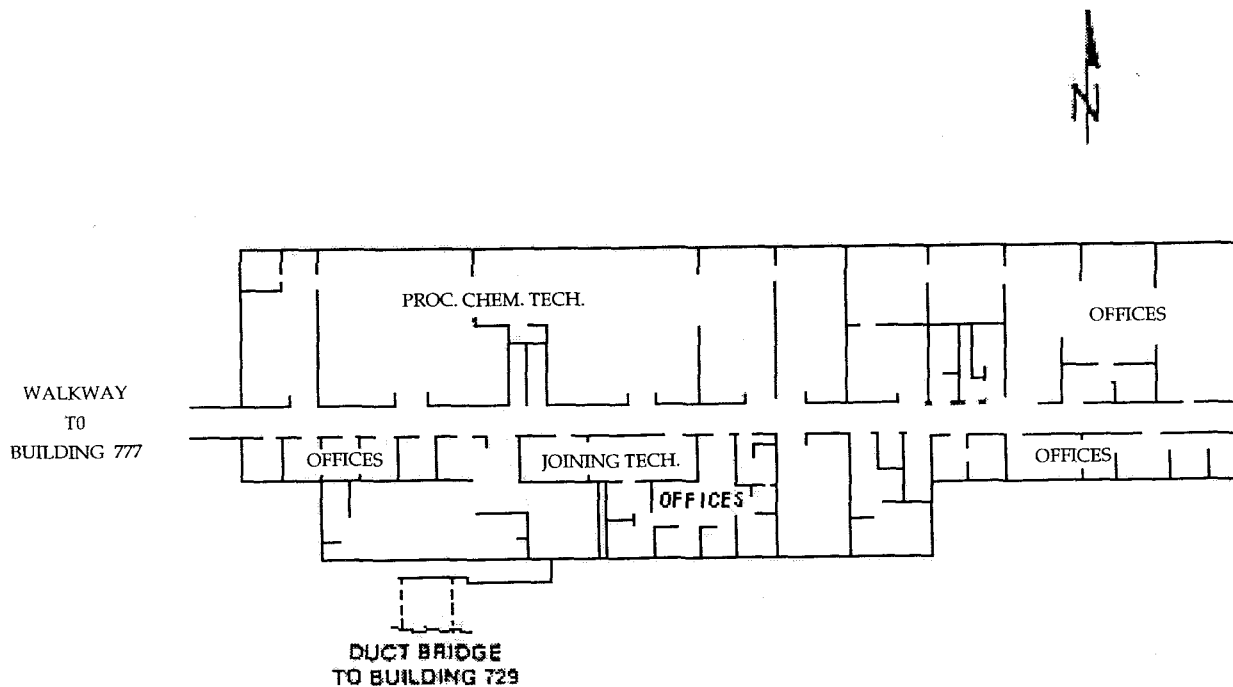 N
PROC. CHEM. TECH.
OFFICES
WALKWAY
TO
BUILDING 777
OFFICES
JOINING TECH.
OFFICES
OFFICES
DUCT BRIDGE
TO BUILDING 729